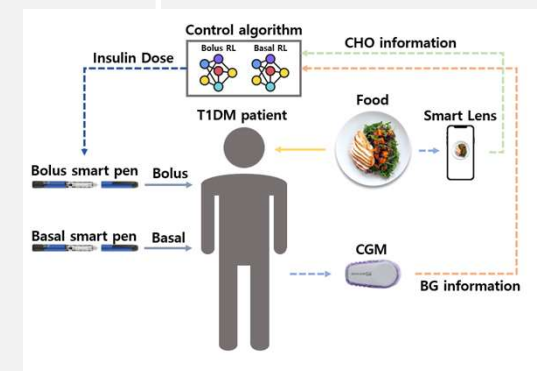 Control algorithm
Bolus RL
Basal RL
Insulin Dose
CHO information
T1DM patient
Food
Smart Lens
Bolus smart pen
Bolus
Basal smart pen
Basal
CGM
BG information